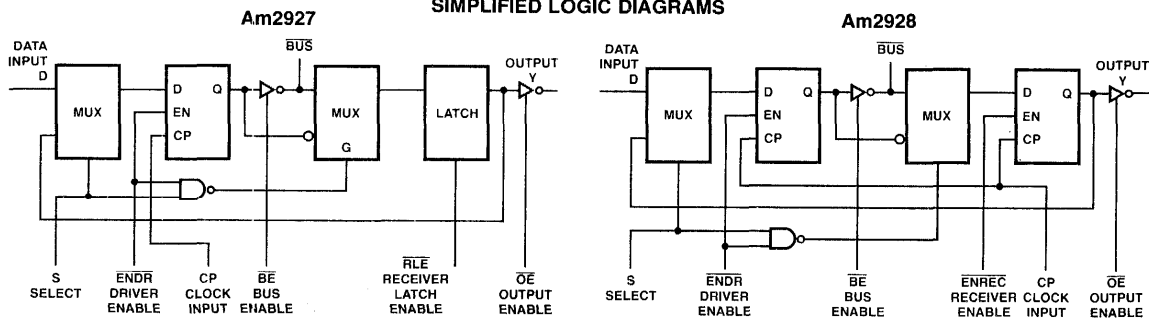 SIMPLIFIED LOGIC DIAGRAMS
Am2927
DATA
INPUT
D
MUX
D Q
EN
CP
BUS
MUX
G
LATCH
OUTPUT
Y
S
SELECT
ENDR
DRIVER
ENABLE
CP
CLOCK
INPUT
BE
BUS
ENABLE
RLE
RECEIVER
LATCH
ENABLE
OE
OUTPUT
ENABLE
Am2928
DATA
INPUT
D
MUX
D Q
EN
CP
BUS
MUX
D Q
EN
CP
OUTPUT
Y
S
SELECT
ENDR
DRIVER
ENABLE
BE
BUS
ENABLE
ENREC
RECEIVER
ENABLE
CP
CLOCK
INPUT
OE
OUTPUT
ENABLE